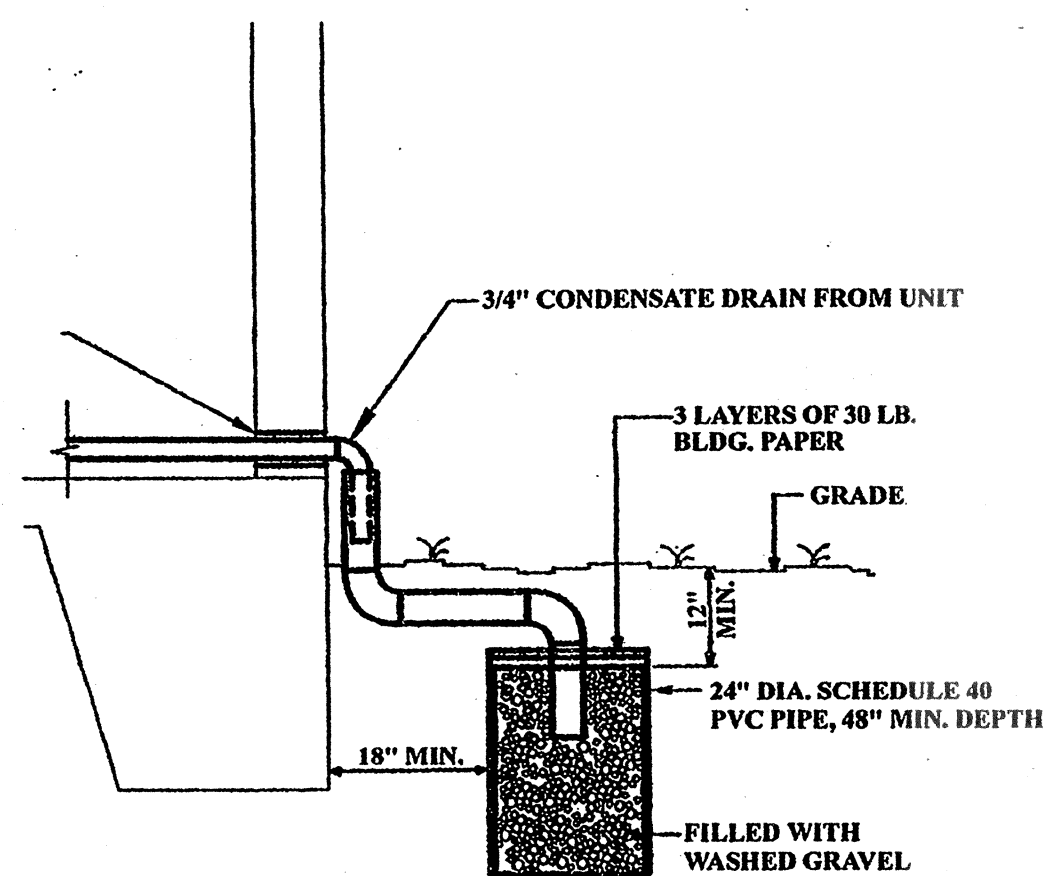 3/4" CONDENSATE DRAIN FROM UNIT
3 LAYERS OF 30 LB.
BLDG. PAPER
GRADE
12"
MIN.
24" DIA. SCHEDULE 40
PVC PIPE, 48" MIN. DEPTH
18" MIN.
FILLED WITH
WASHED GRAVEL